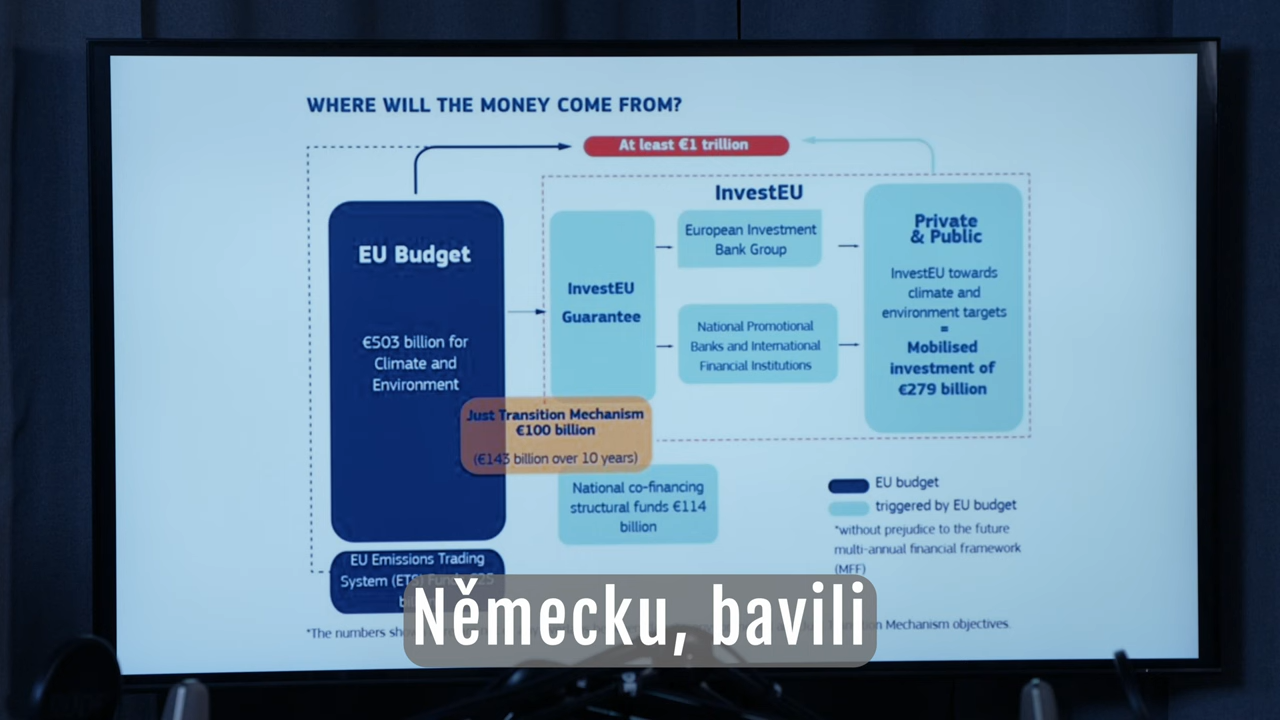 WHERE WILL THE MONEY COME FROM?
At least €1 trillion
EU Budget
€503 billion for
Climate and
Environment
InvestEU
InvestEU
Guarantee
European Investment
Bank Group
National Promotional
Banks and International
Financial Institutions
Private
& Public
InvestEU towards
climate and
environment targets
=
Mobilised
investment of
€279 billion
Just Transition Mechanism
€100 billion
(€143 billion over 10 years)
National co-financing
structural funds €114
billion
EU budget
triggered by EU budget
*without prejudice to the future
multi-annual financial framework
(MFF)
EU Emissions Trading
System (ETS)
*The numbers
Mechanism objectives.
Německu, bavili